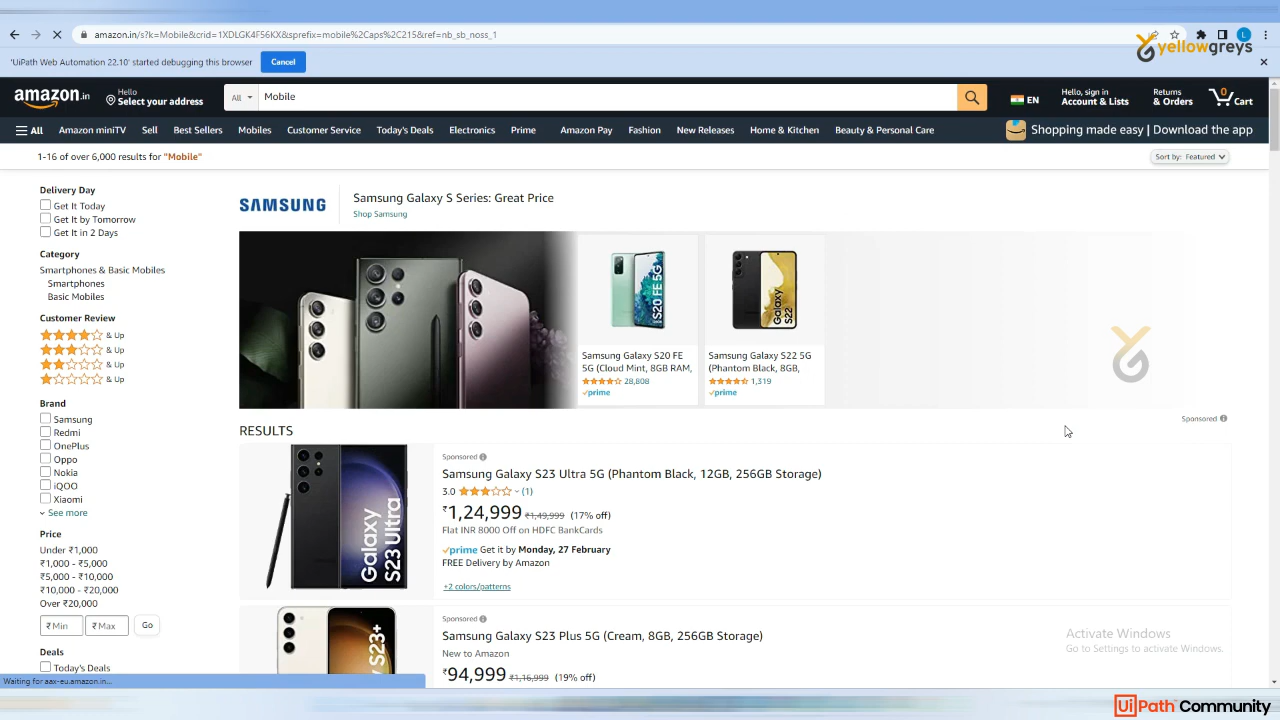 amazon.in/s?k=Mobile&crid=1XDLGK4F56KX&sprefix=mobile%2Caps%2C215&ref=nb_sb_noss_1
yellowgreys
'UiPath Web Automation 22.10' started debugging this browser
Cancel
amazon.in
Hello
Select your address
All
Mobile
EN
Hello, sign in
Account & Lists
Returns
& Orders
0
Cart
All
Amazon miniTV
Sell
Best Sellers
Mobiles
Customer Service
Today's Deals
Electronics
Prime
Amazon Pay
Fashion
New Releases
Home & Kitchen
Beauty & Personal Care
Shopping made easy | Download the app
1-16 of over 6,000 results for "Mobile"
Sort by: Featured
Delivery Day
Get It Today
Get It by Tomorrow
Get It in 2 Days
Category
Smartphones & Basic Mobiles
Smartphones
Basic Mobiles
Customer Review
& Up
& Up
& Up
& Up
Brand
Samsung
Redmi
OnePlus
Oppo
Nokia
iQOO
Xiaomi
See more
Price
Under ₹1,000
₹1,000 - ₹5,000
₹5,000 - ₹10,000
₹10,000 - ₹20,000
Over ₹20,000
₹ Min
₹ Max
Go
Deals
Today's Deals
SAMSUNG
Samsung Galaxy S Series: Great Price
Shop Samsung
S20 FE 5G
Samsung Galaxy S20 FE
5G (Cloud Mint, 8GB RAM,
28,808
prime
Galaxy
S22
Samsung Galaxy S22 5G
(Phantom Black, 8GB,
1,319
prime
Sponsored
RESULTS
Galaxy
S23 Ultra
Sponsored
Samsung Galaxy S23 Ultra 5G (Phantom Black, 12GB, 256GB Storage)
3.0
(1)
₹1,24,999 ₹1,49,999 (17% off)
Flat INR 8000 Off on HDFC BankCards
prime Get it by Monday, 27 February
FREE Delivery by Amazon
+2 colors/patterns
S23+
Sponsored
Samsung Galaxy S23 Plus 5G (Cream, 8GB, 256GB Storage)
New to Amazon
₹94,999 ₹1,16,999 (19% off)
Activate Windows
Go to Settings to activate Windows.
Waiting for aax-eu.amazon.in...
UiPath Community